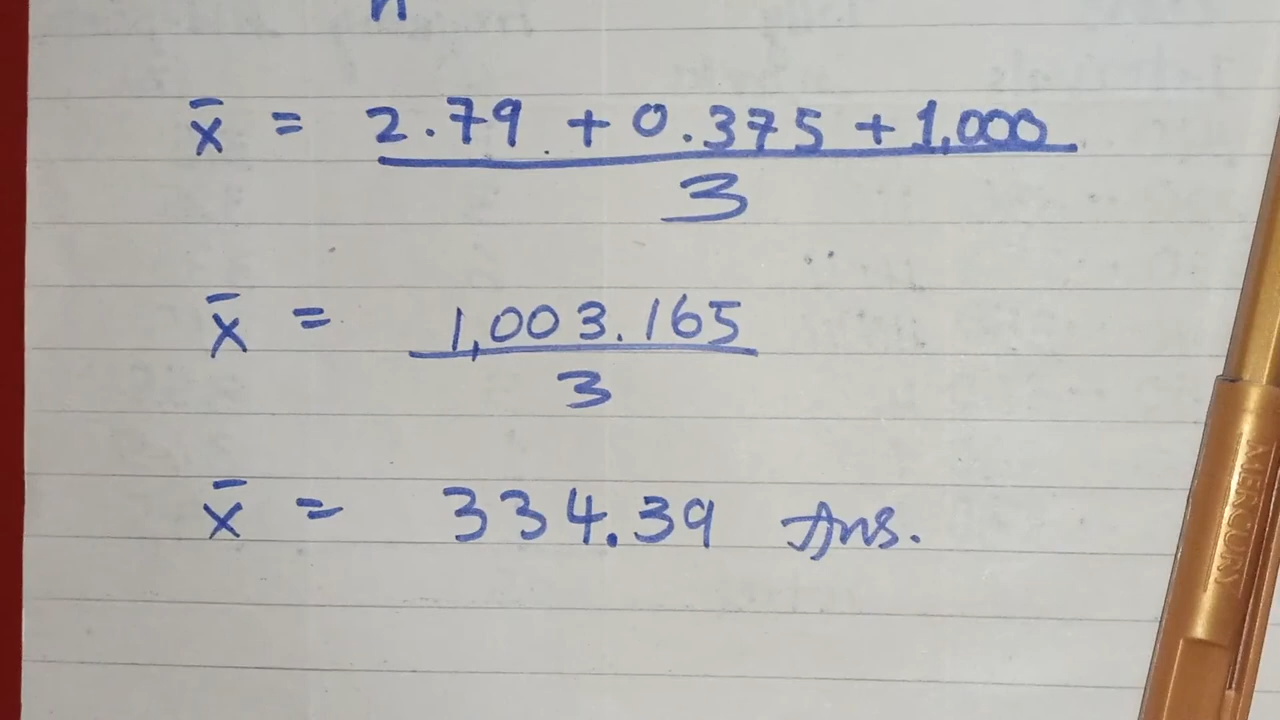 n
x̄ = 2.79 + 0.375 + 1,000
3
x̄ = 1,003.165
3
x̄ = 334.39 Ans.
MERCURY